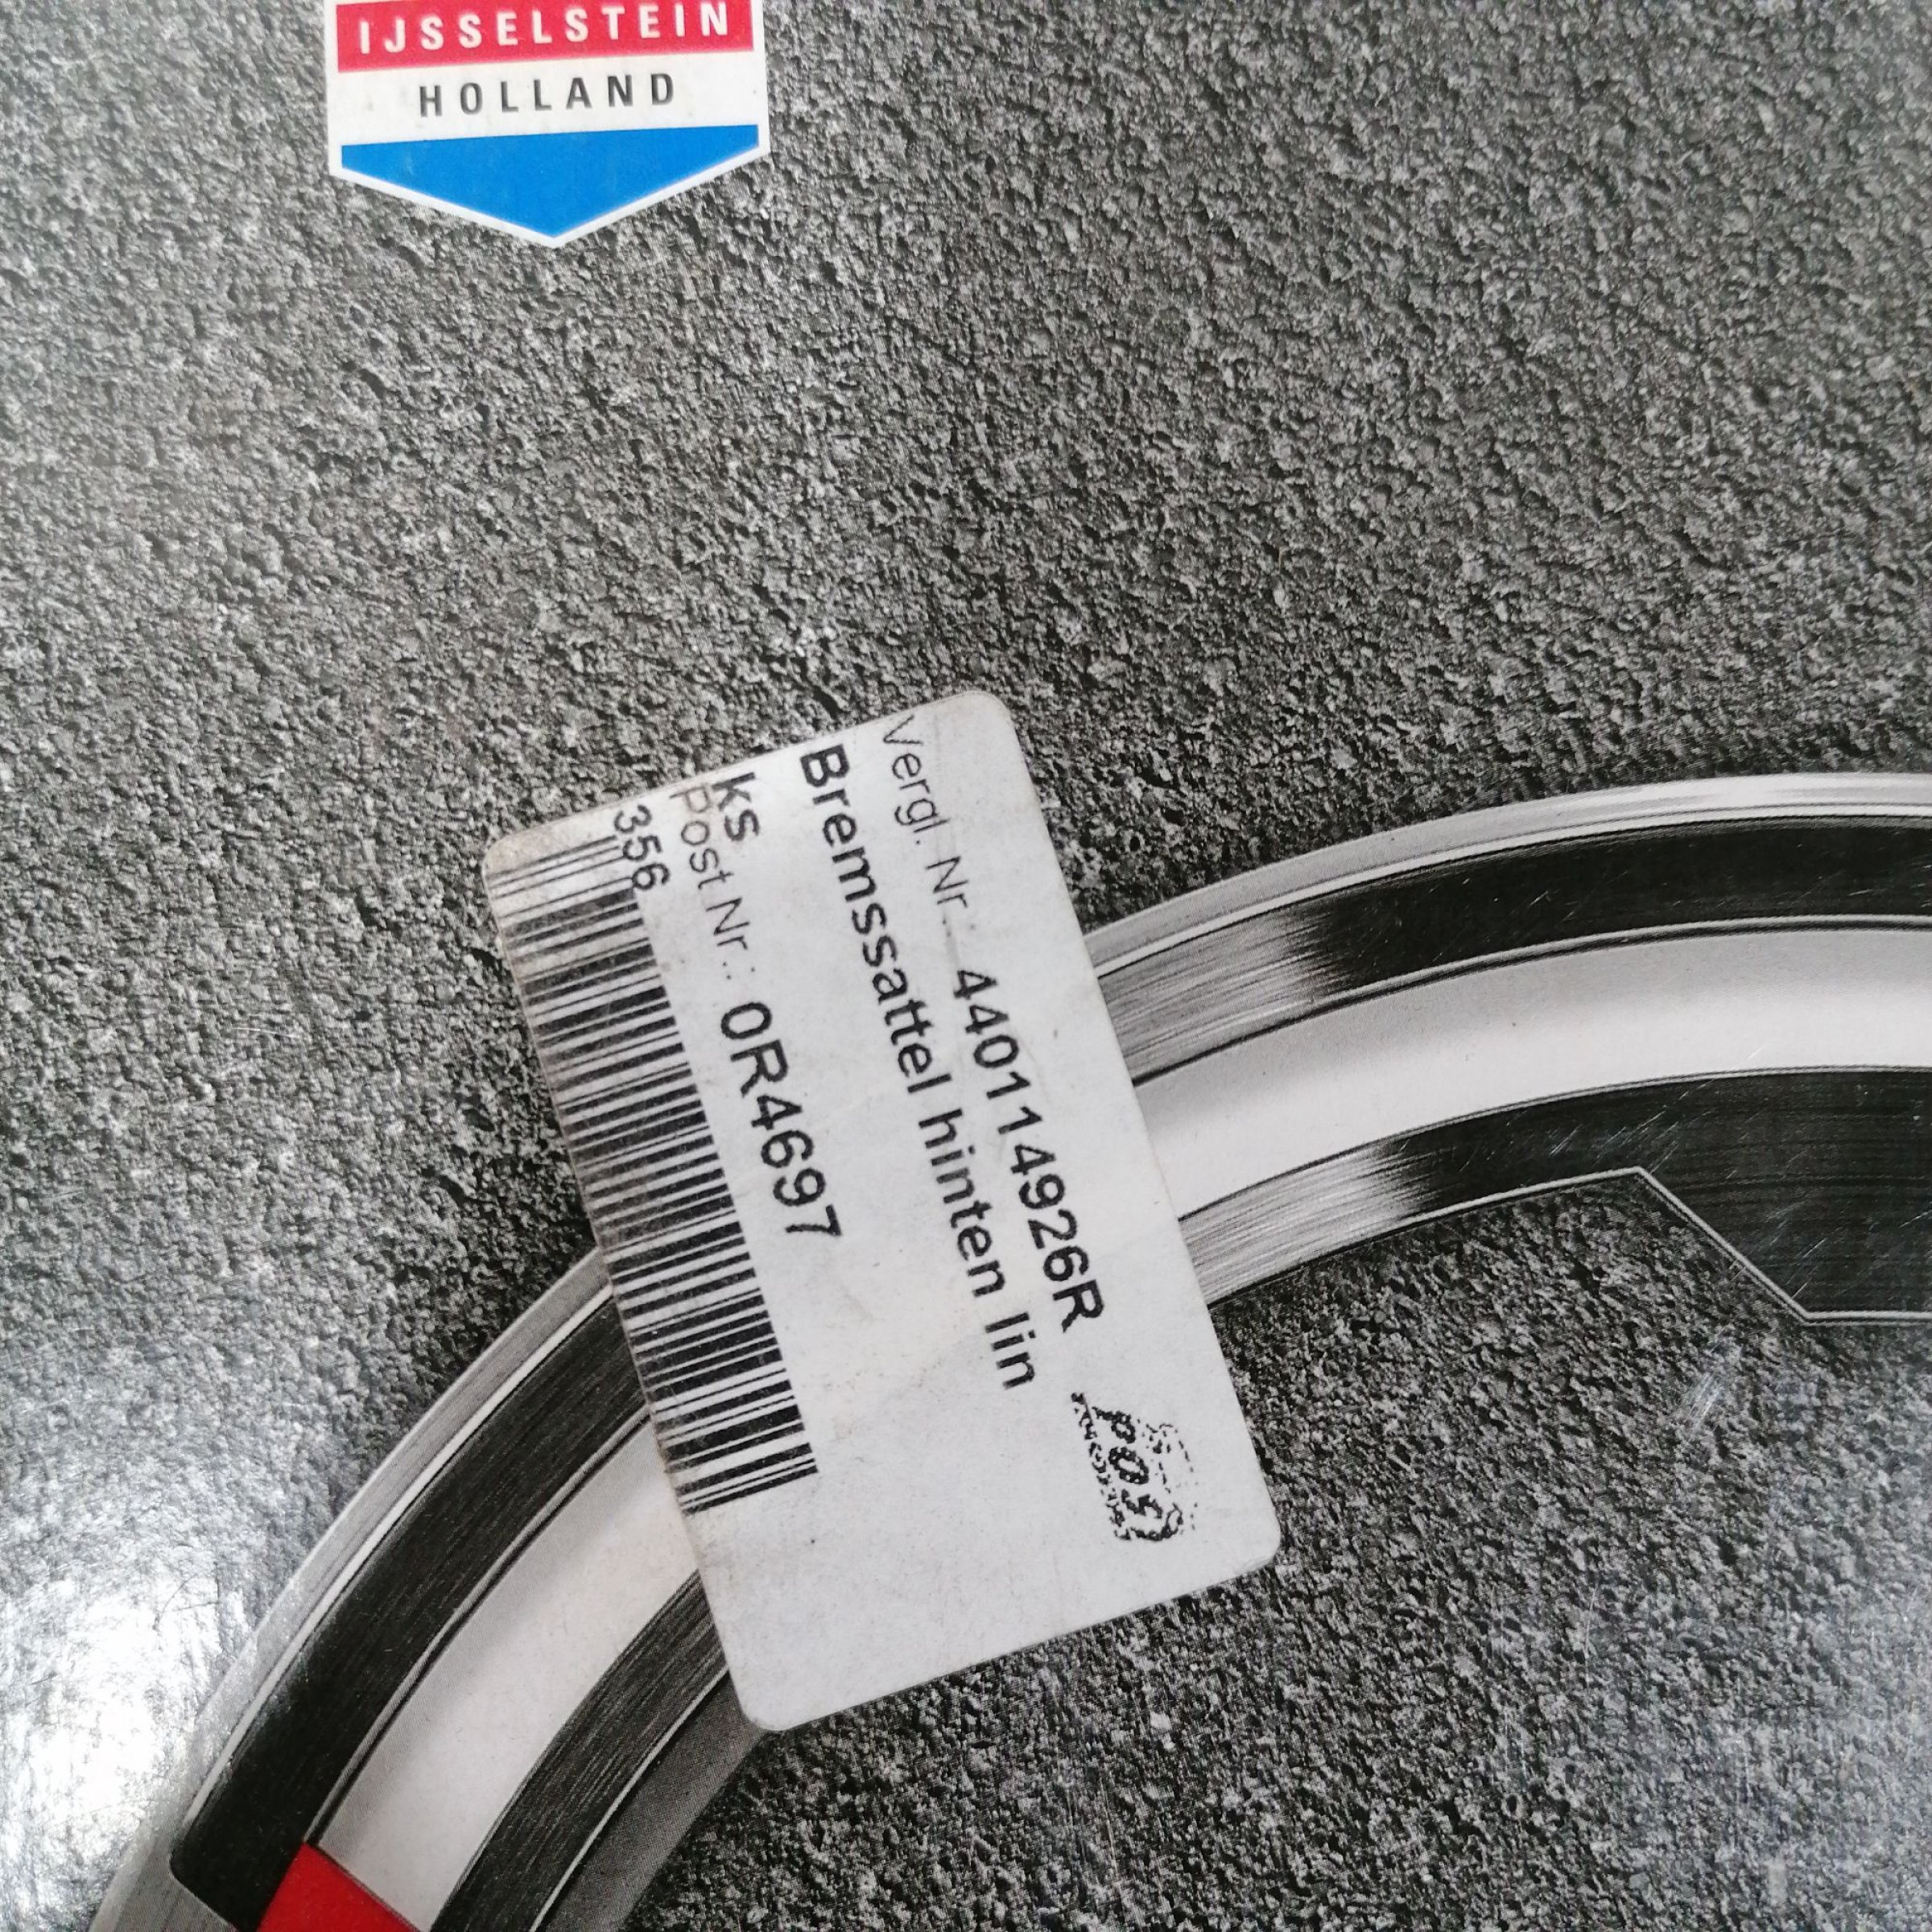 IJSSELSTEIN
HOLLAND
Vergl. Nr.: 440114926R
Bremssattel hinten lin
ks
Post Nr.: 0R4697
356